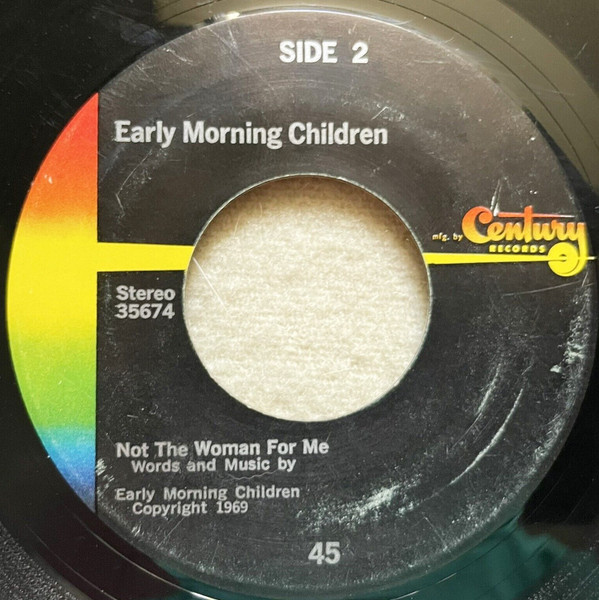 SIDE 2
Early Morning Children
mfg. by Century
RECORDS
Stereo
35674
Not The Woman For Me
Words and Music by
Early Morning Children
Copyright 1969
45